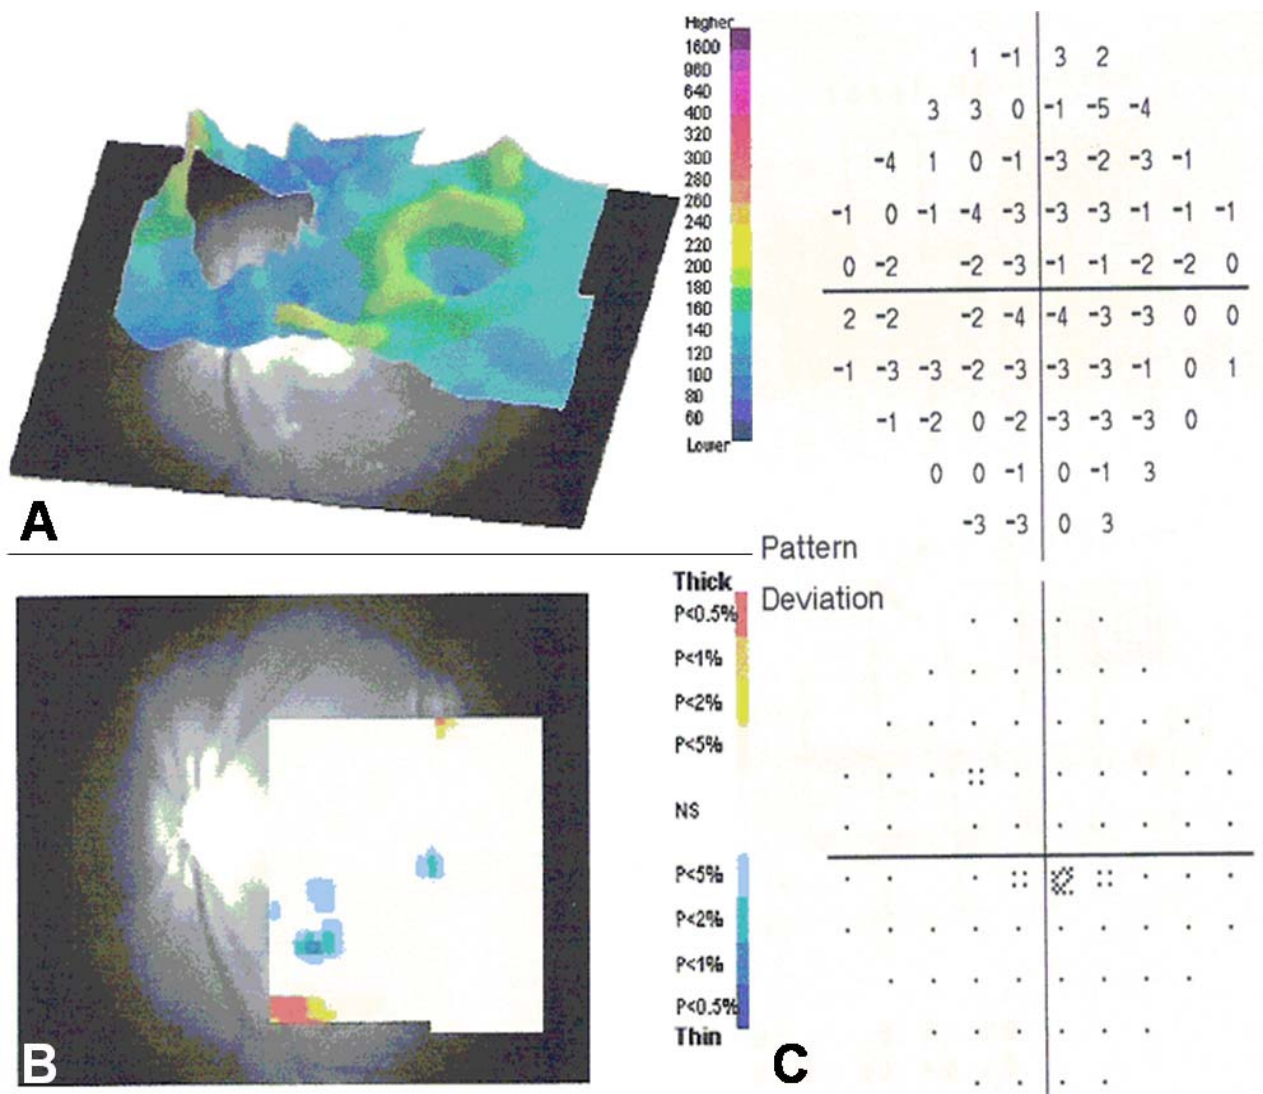 Higher
1600
960
640
400
320
300
280
260
240
220
200
180
160
140
120
100
80
60
Lower
A
1 -1 3 2
3 3 0 -1 -5 -4
-4 1 0 -1 -3 -2 -3 -1
-1 0 -1 -4 -3 -3 -3 -1 -1 -1
0 -2 -2 -3 -1 -1 -2 -2 0
2 -2 -2 -4 -4 -3 -3 0 0
-1 -3 -3 -2 -3 -3 -3 -1 0 1
-1 -2 0 -2 -3 -3 -3 0
0 0 -1 0 -1 3
-3 -3 0 3
Pattern
Deviation
Thick
P<0.5%
P<1%
P<2%
P<5%
NS
P<5%
P<2%
P<1%
P<0.5%
Thin
B
C